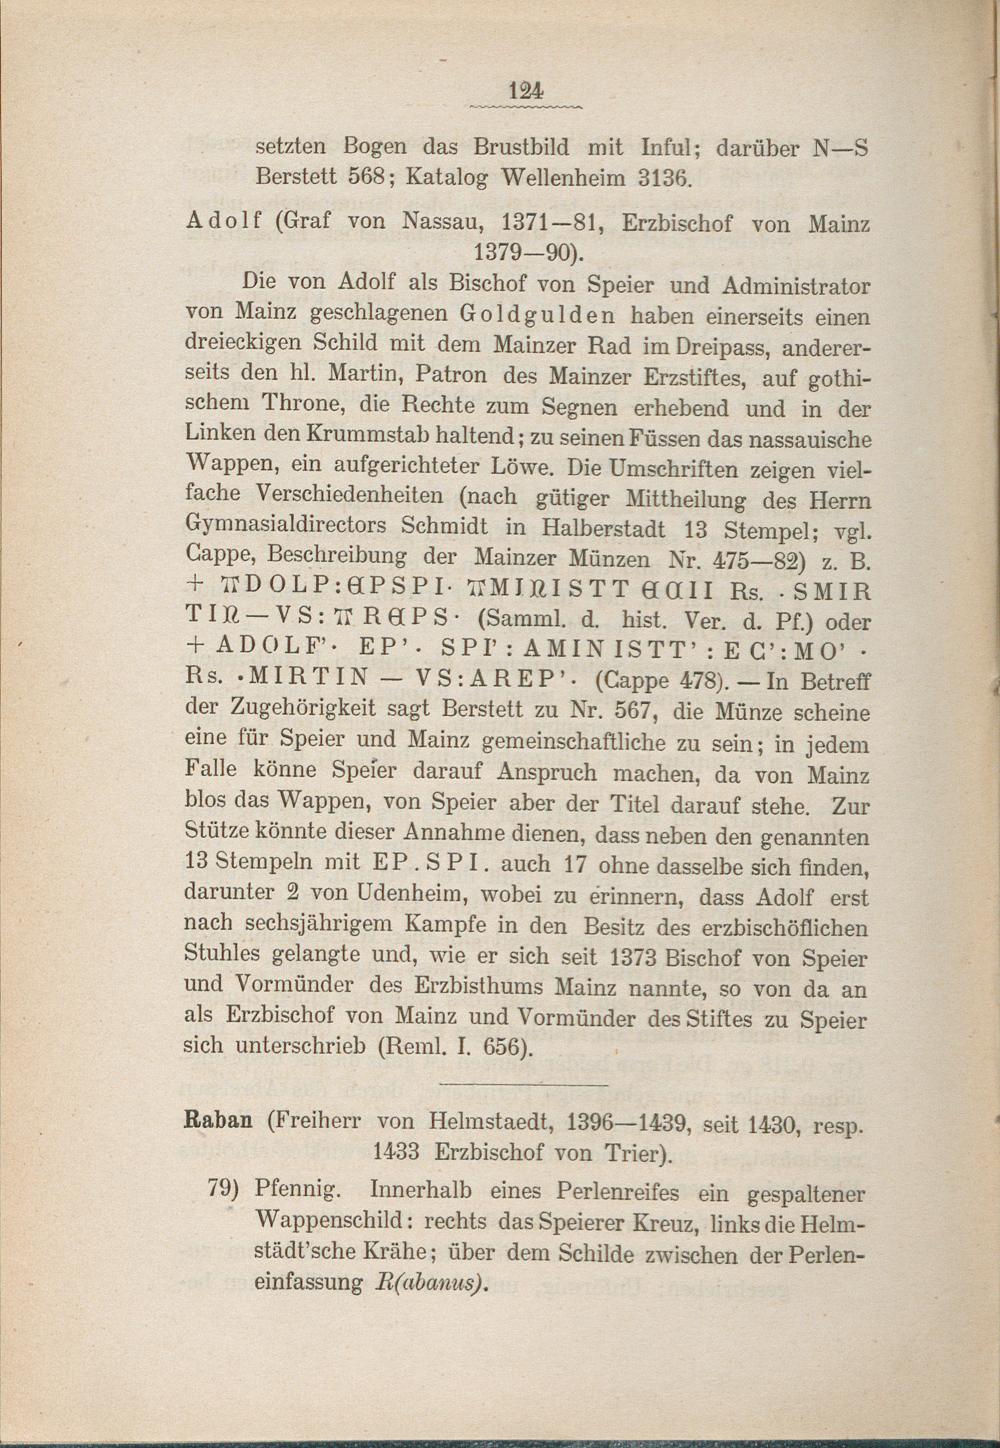 124
setzten Bogen das Brustbild mit Inful; darüber N—S
Berstett 568; Katalog Wellenheim 3136.
Adolf (Graf von Nassau, 1371—81, Erzbischof von Mainz
1379—90).
Die von Adolf als Bischof von Speier und Administrator
von Mainz geschlagenen Goldgulden haben einerseits einen
dreieckigen Schild mit dem Mainzer Rad im Dreipass, anderer-
seits den hl. Martin, Patron des Mainzer Erzstiftes, auf gothi-
schem Throne, die Rechte zum Segnen erhebend und in der
Linken den Krummstab haltend; zu seinen Füssen das nassauische
Wappen, ein aufgerichteter Löwe. Die Umschriften zeigen viel-
fache Verschiedenheiten (nach gütiger Mittheilung des Herrn
Gymnasialdirectors Schmidt in Halberstadt 13 Stempel; vgl.
Cappe, Beschreibung der Mainzer Münzen Nr. 475—82) z. B.
+ ADOLP:EPSPI· AMINISTT ECII Rs. ·SMIR
TIN—VS: A REPS· (Samml. d. hist. Ver. d. Pf.) oder
+ ADOLF'· EP'· SPI': AMINISTT': EC':MO' ·
Rs. ·MIRTIN — VS:AREP'· (Cappe 478). — In Betreff
der Zugehörigkeit sagt Berstett zu Nr. 567, die Münze scheine
eine für Speier und Mainz gemeinschaftliche zu sein; in jedem
Falle könne Speier darauf Anspruch machen, da von Mainz
blos das Wappen, von Speier aber der Titel darauf stehe. Zur
Stütze könnte dieser Annahme dienen, dass neben den genannten
13 Stempeln mit EP.SPI. auch 17 ohne dasselbe sich finden,
darunter 2 von Udenheim, wobei zu erinnern, dass Adolf erst
nach sechsjährigem Kampfe in den Besitz des erzbischöflichen
Stuhles gelangte und, wie er sich seit 1373 Bischof von Speier
und Vormünder des Erzbisthums Mainz nannte, so von da an
als Erzbischof von Mainz und Vormünder des Stiftes zu Speier
sich unterschrieb (Reml. I. 656).
Raban (Freiherr von Helmstaedt, 1396—1439, seit 1430, resp.
1433 Erzbischof von Trier).
79) Pfennig. Innerhalb eines Perlenreifes ein gespaltener
Wappenschild: rechts das Speierer Kreuz, links die Helm-
städt'sche Krähe; über dem Schilde zwischen der Perlen-
einfassung R(abanus).